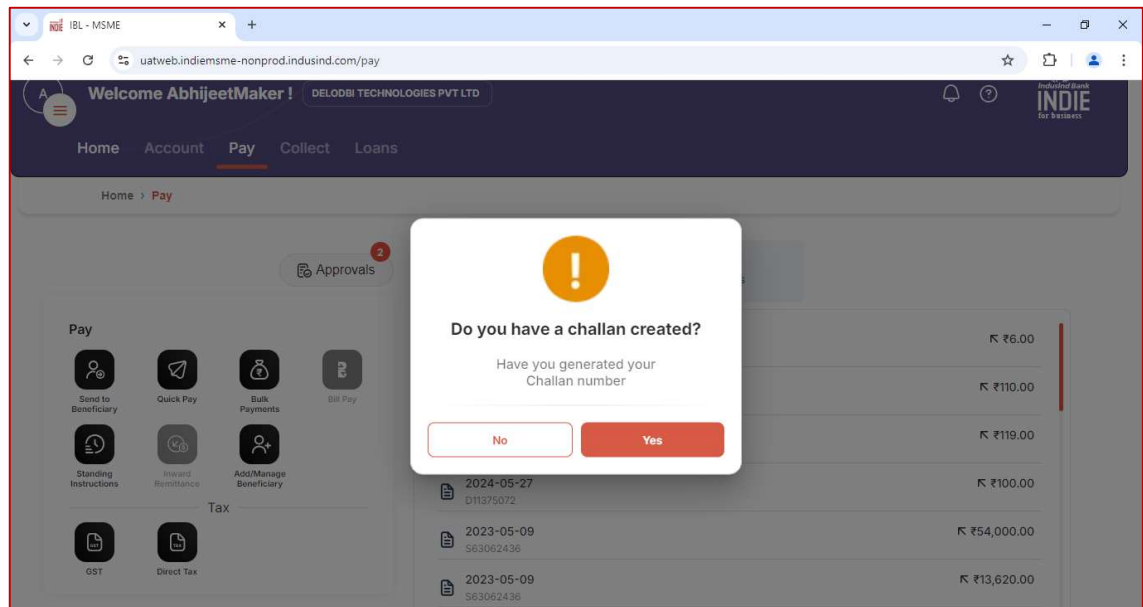 IBL - MSME
uatweb.indiemsme-nonprod.indusind.com/pay
A
Welcome AbhijeetMaker !
DELODBI TECHNOLOGIES PVT LTD
IndusInd Bank
INDIE
for business
Home Account Pay Collect Loans
Home > Pay
2
Approvals
s
Do you have a challan created?
Have you generated your
Challan number
No Yes
Pay
Send to
Beneficiary
Quick Pay
Bulk
Payments
Bill Pay
Standing
Instructions
Inward
Remittance
Add/Manage
Beneficiary
Tax
GST
Direct Tax
₹6.00
₹110.00
₹119.00
2024-05-27
D11375072
₹100.00
2023-05-09
S63062436
₹54,000.00
2023-05-09
S63062436
₹13,620.00